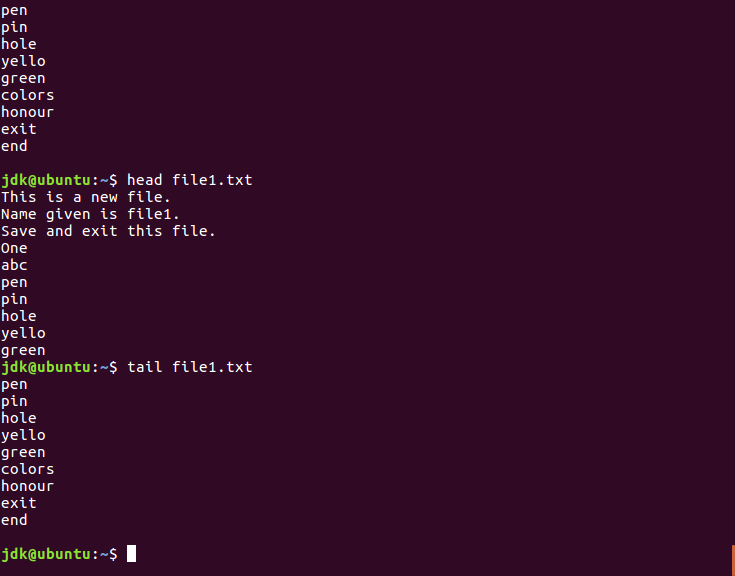 pen
pin
hole
yello
green
colors
honour
exit
end
jdk@ubuntu:~$ head file1.txt
This is a new file.
Name given is file1.
Save and exit this file.
One
abc
pen
pin
hole
yello
green
jdk@ubuntu:~$ tail file1.txt
pen
pin
hole
yello
green
colors
honour
exit
end
jdk@ubuntu:~$